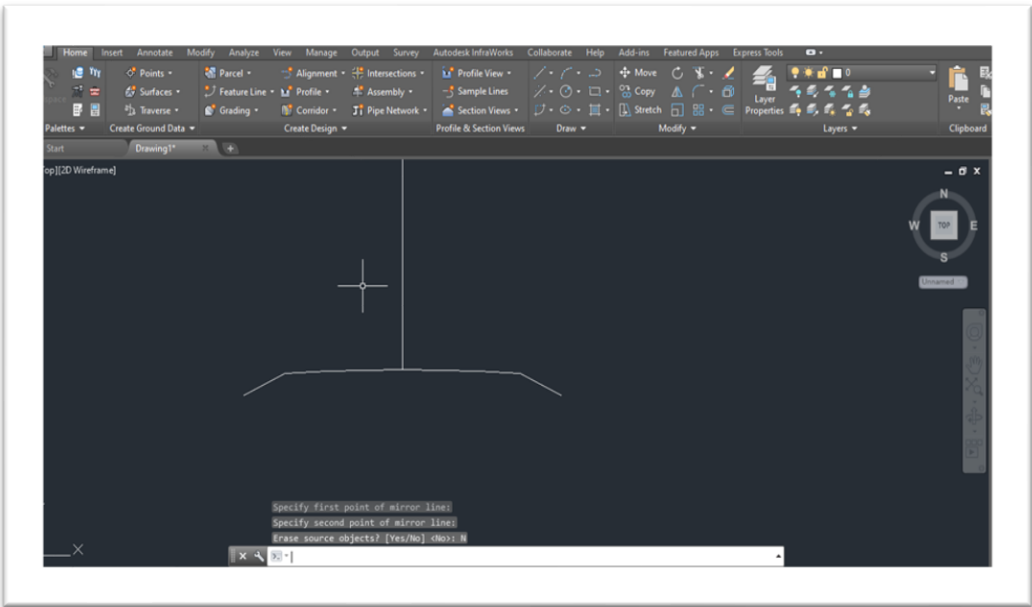 Home Insert Annotate Modify Analyze View Manage Output Survey Autodesk InfraWorks Collaborate Help Add-ins Featured Apps Express Tools
Points Parcel Alignment Intersections Profile View Move 0
Surfaces Feature Line Profile Assembly Sample Lines Copy Layer Properties Paste
Traverse Grading Corridor Pipe Network Section Views Stretch
Palettes Create Ground Data Create Design Profile & Section Views Draw Modify Layers Clipboard
Start Drawing1*
op][2D Wireframe]
N
W TOP E
S
Unnamed
Specify first point of mirror line:
Specify second point of mirror line:
Erase source objects? [Yes/No] <No>: N
X